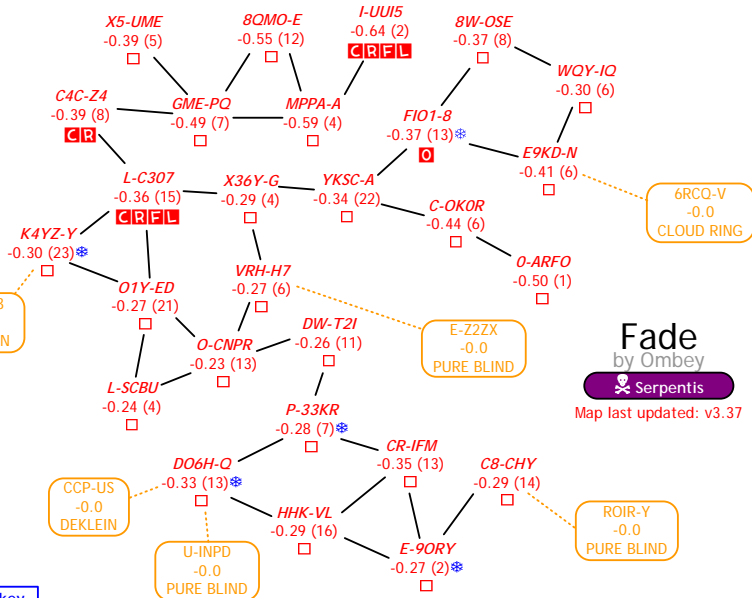 X5-UME
-0.39 (5)
8QMO-E
-0.55 (12)
I-UUI5
-0.64 (2)
C R F L
8W-OSE
-0.37 (8)
WQY-IQ
-0.30 (6)
C4C-Z4
-0.39 (8)
C R
GME-PQ
-0.49 (7)
MPPA-A
-0.59 (4)
FIO1-8
-0.37 (13)
O
E9KD-N
-0.41 (6)
6RCQ-V
-0.0
CLOUD RING
L-C307
-0.36 (15)
C R F L
X36Y-G
-0.29 (4)
YKSC-A
-0.34 (22)
C-OK0R
-0.44 (6)
0-ARFO
-0.50 (1)
K4YZ-Y
-0.30 (23)
O1Y-ED
-0.27 (21)
VRH-H7
-0.27 (6)
E-Z2ZX
-0.0
PURE BLIND
O-CNPR
-0.23 (13)
DW-T2I
-0.26 (11)
L-SCBU
-0.24 (4)
Fade
by Ombey
Serpentis
Map last updated: v3.37
P-33KR
-0.28 (7)
DO6H-Q
-0.33 (13)
CR-IFM
-0.35 (13)
C8-CHY
-0.29 (14)
CCP-US
-0.0
DEKLEIN
HHK-VL
-0.29 (16)
ROIR-Y
-0.0
PURE BLIND
U-INPD
-0.0
PURE BLIND
E-9ORY
-0.27 (2)